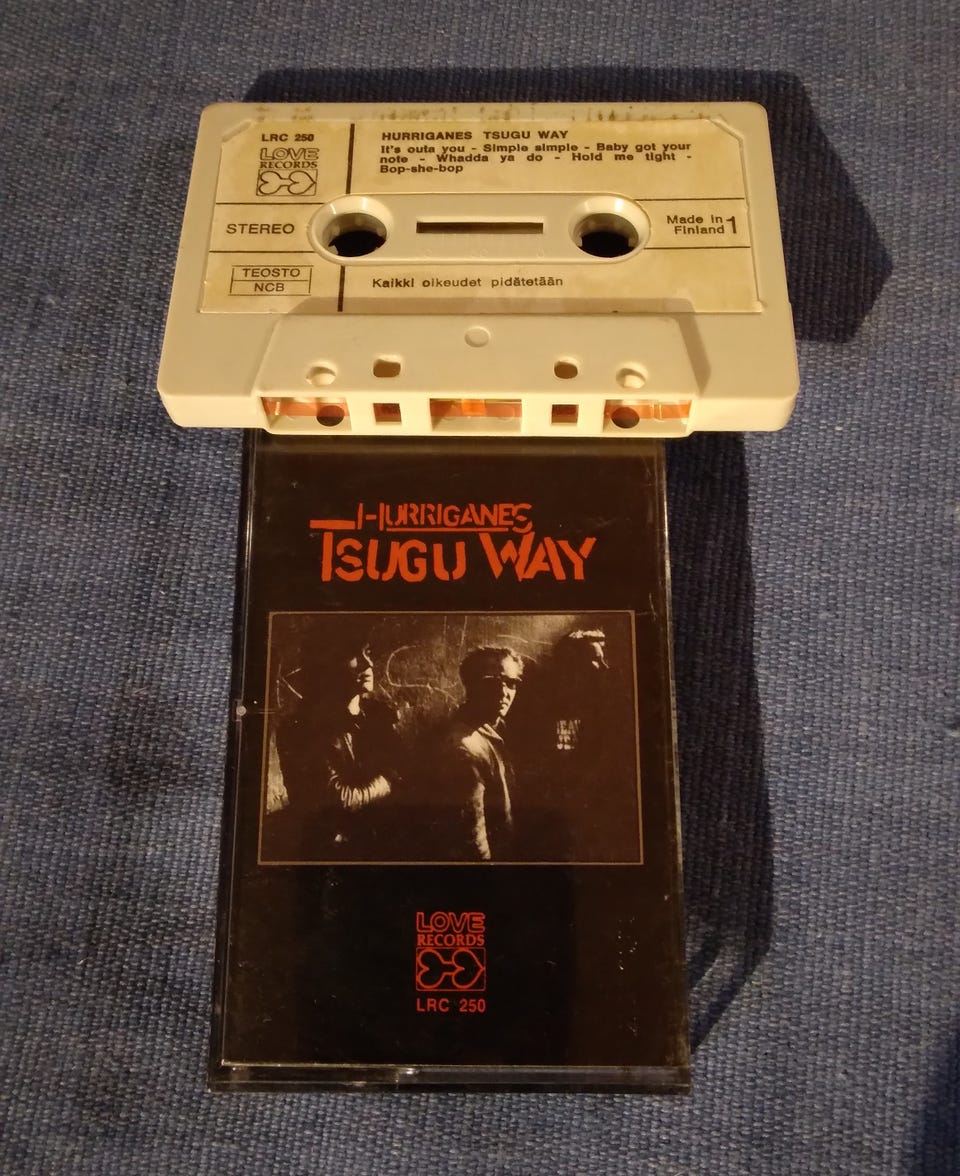 LRC 250
LOVE
RECORDS
HURRIGANES TSUGU WAY
It's outa you - Simple simple - Baby got your
note - Whadda ya do - Hold me tight -
Bop-she-bop
STEREO
Made in
Finland 1
TEOSTO
NCB
Kaikki oikeudet pidätetään
HURRIGANES
TSUGU WAY
LOVE
RECORDS
LRC 250